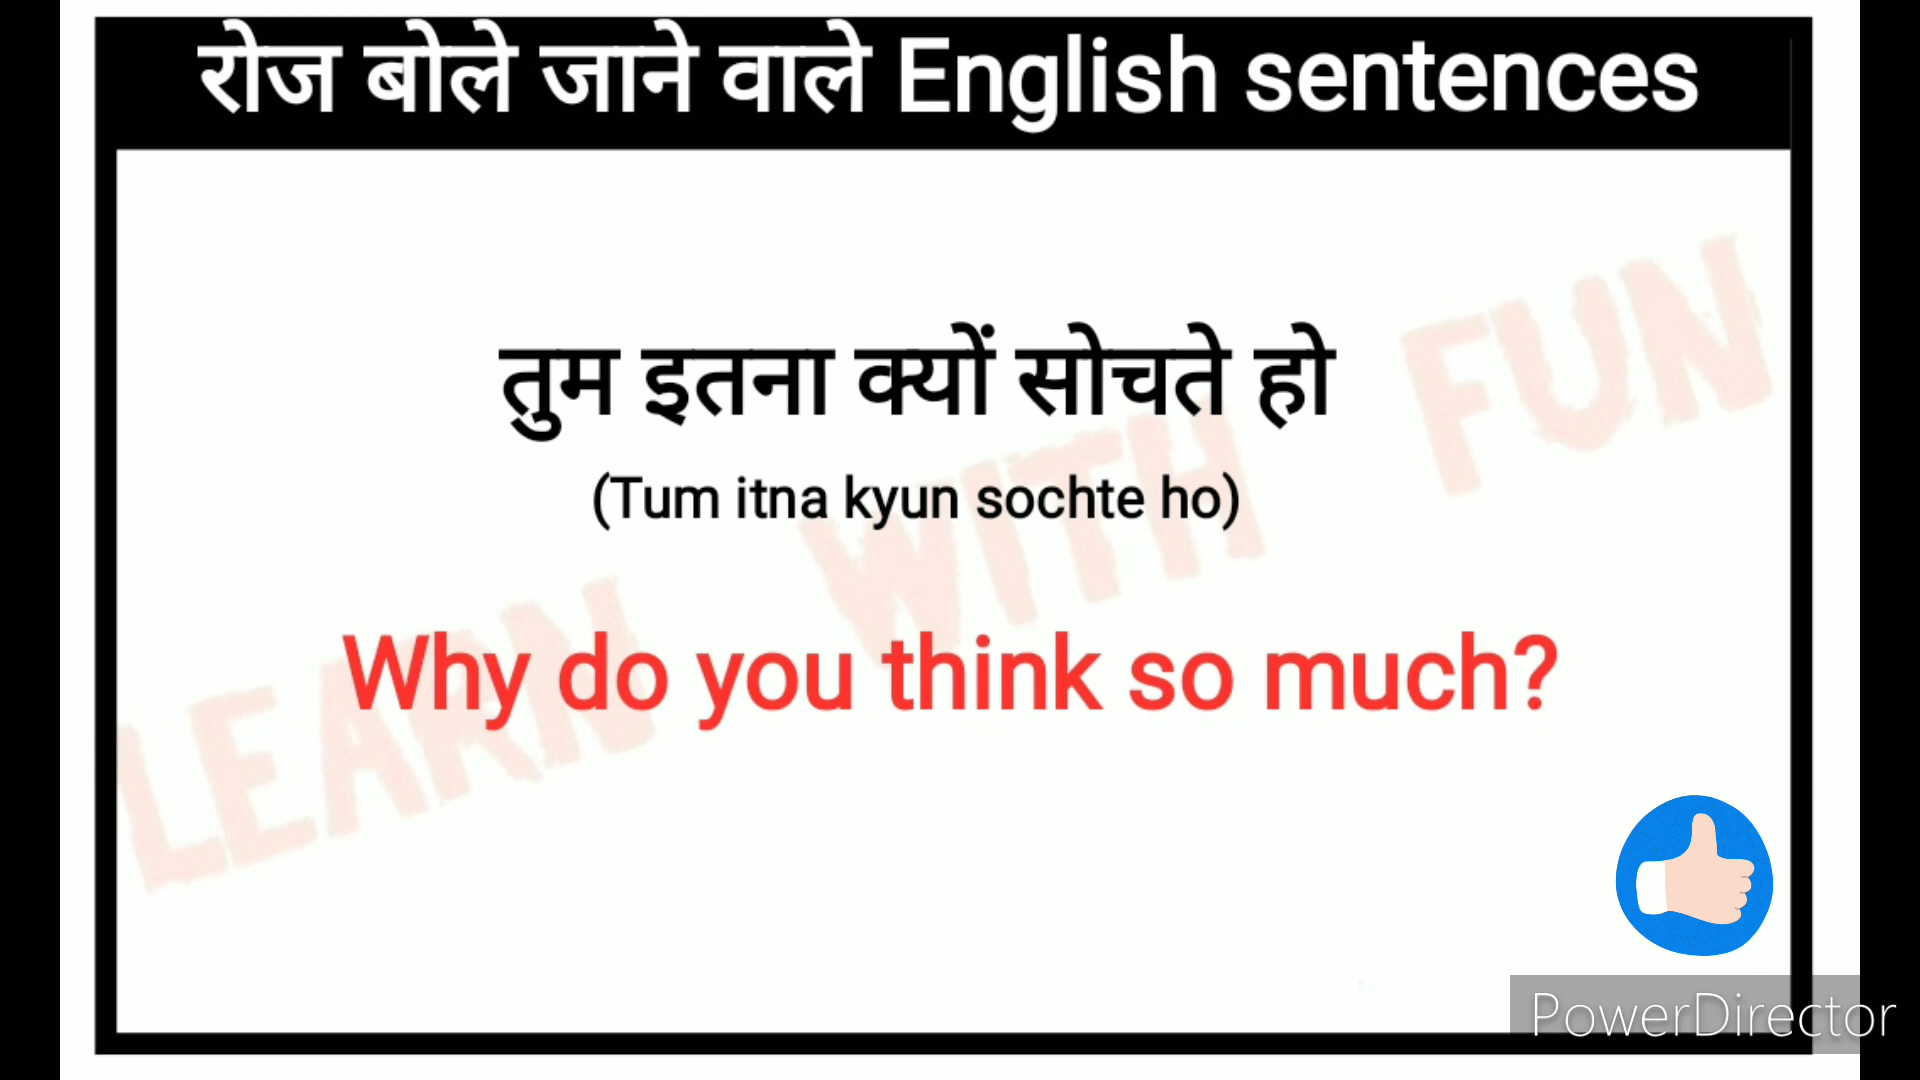 रोज बोले जाने वाले English sentences
तुम इतना क्यों सोचते हो
(Tum itna kyun sochte ho)
Why do you think so much?
LEARN WITH FUN
PowerDirector